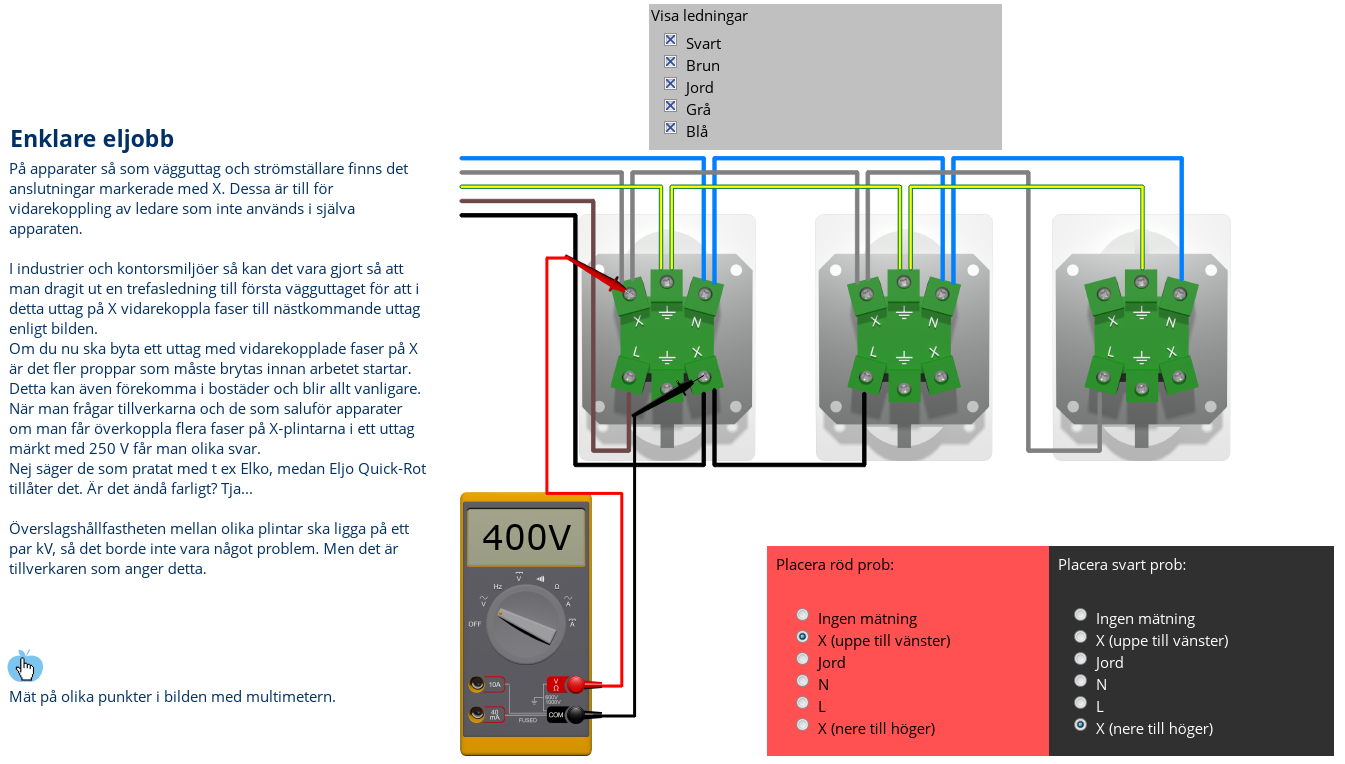 Visa ledningar
Svart
Brun
Jord
Grå
Blå
Enklare eljobb
På apparater så som vägguttag och strömställare finns det
anslutningar markerade med X. Dessa är till för
vidarekoppling av ledare som inte används i själva
apparaten.
I industrier och kontorsmiljöer så kan det vara gjort så att
man dragit ut en trefasledning till första vägguttaget för att i
detta uttag på X vidarekoppla faser till nästkommande uttag
enligt bilden.
Om du nu ska byta ett uttag med vidarekopplade faser på X
är det fler proppar som måste brytas innan arbetet startar.
Detta kan även förekomma i bostäder och blir allt vanligare.
När man frågar tillverkarna och de som saluför apparater
om man får överkoppla flera faser på X-plintarna i ett uttag
märkt med 250 V får man olika svar.
Nej säger de som pratat med t ex Elko, medan Eljo Quick-Rot
tillåter det. Är det ändå farligt? Tja...
Överslagshållfastheten mellan olika plintar ska ligga på ett
par kV, så det borde inte vara något problem. Men det är
tillverkaren som anger detta.
Mät på olika punkter i bilden med multimetern.
X N
L X
X N
L X
X N
L X
400V
V
Hz Ω
V A
OFF A
10A
V
Ω
600V
1000V
40
mA
FUSED
COM
Placera röd prob:
Ingen mätning
X (uppe till vänster)
Jord
N
L
X (nere till höger)
Placera svart prob:
Ingen mätning
X (uppe till vänster)
Jord
N
L
X (nere till höger)